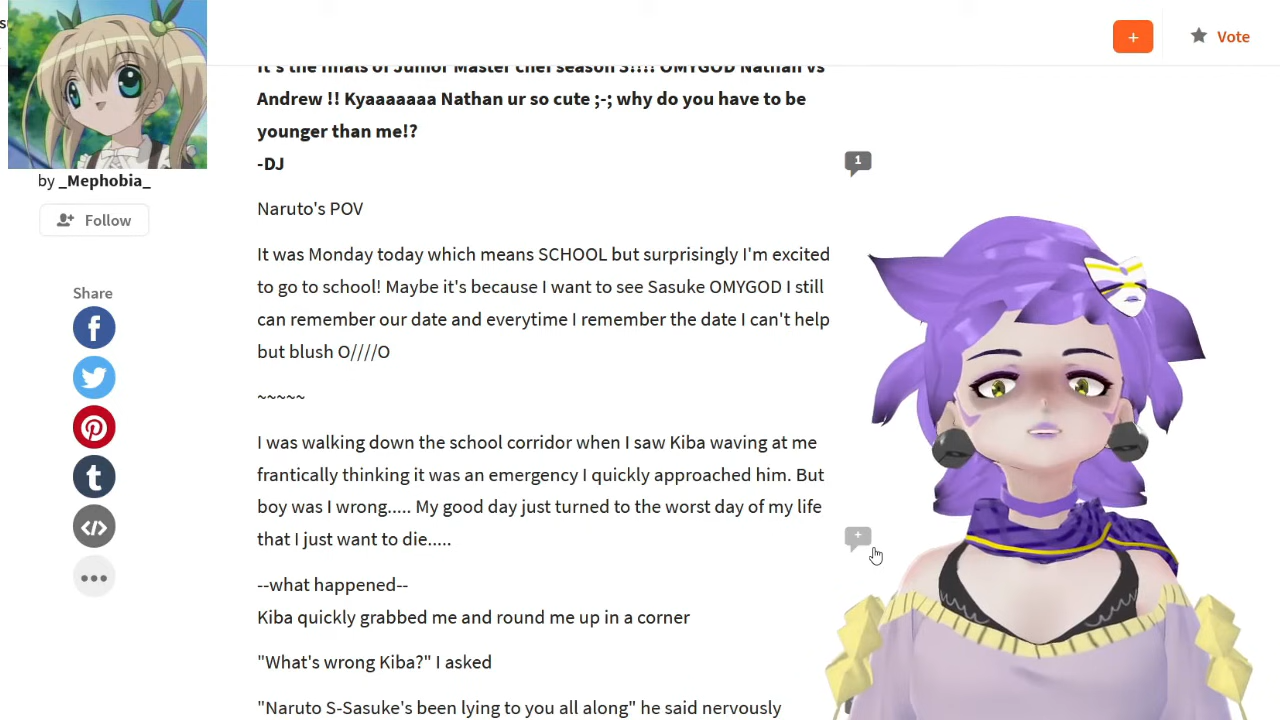 s
+
Vote
It's the finals of Junior Master chef season 3!!!! OMYGOD Nathan vs
Andrew !! Kyaaaaaaa Nathan ur so cute ;-; why do you have to be
younger than me!?
-DJ
1
by _Mephobia_
Follow
Share
Naruto's POV
It was Monday today which means SCHOOL but surprisingly I'm excited
to go to school! Maybe it's because I want to see Sasuke OMYGOD I still
can remember our date and everytime I remember the date I can't help
but blush O////O
~~~~~
I was walking down the school corridor when I saw Kiba waving at me
frantically thinking it was an emergency I quickly approached him. But
boy was I wrong..... My good day just turned to the worst day of my life
that I just want to die.....
+
--what happened--
Kiba quickly grabbed me and round me up in a corner
"What's wrong Kiba?" I asked
"Naruto S-Sasuke's been lying to you all along" he said nervously